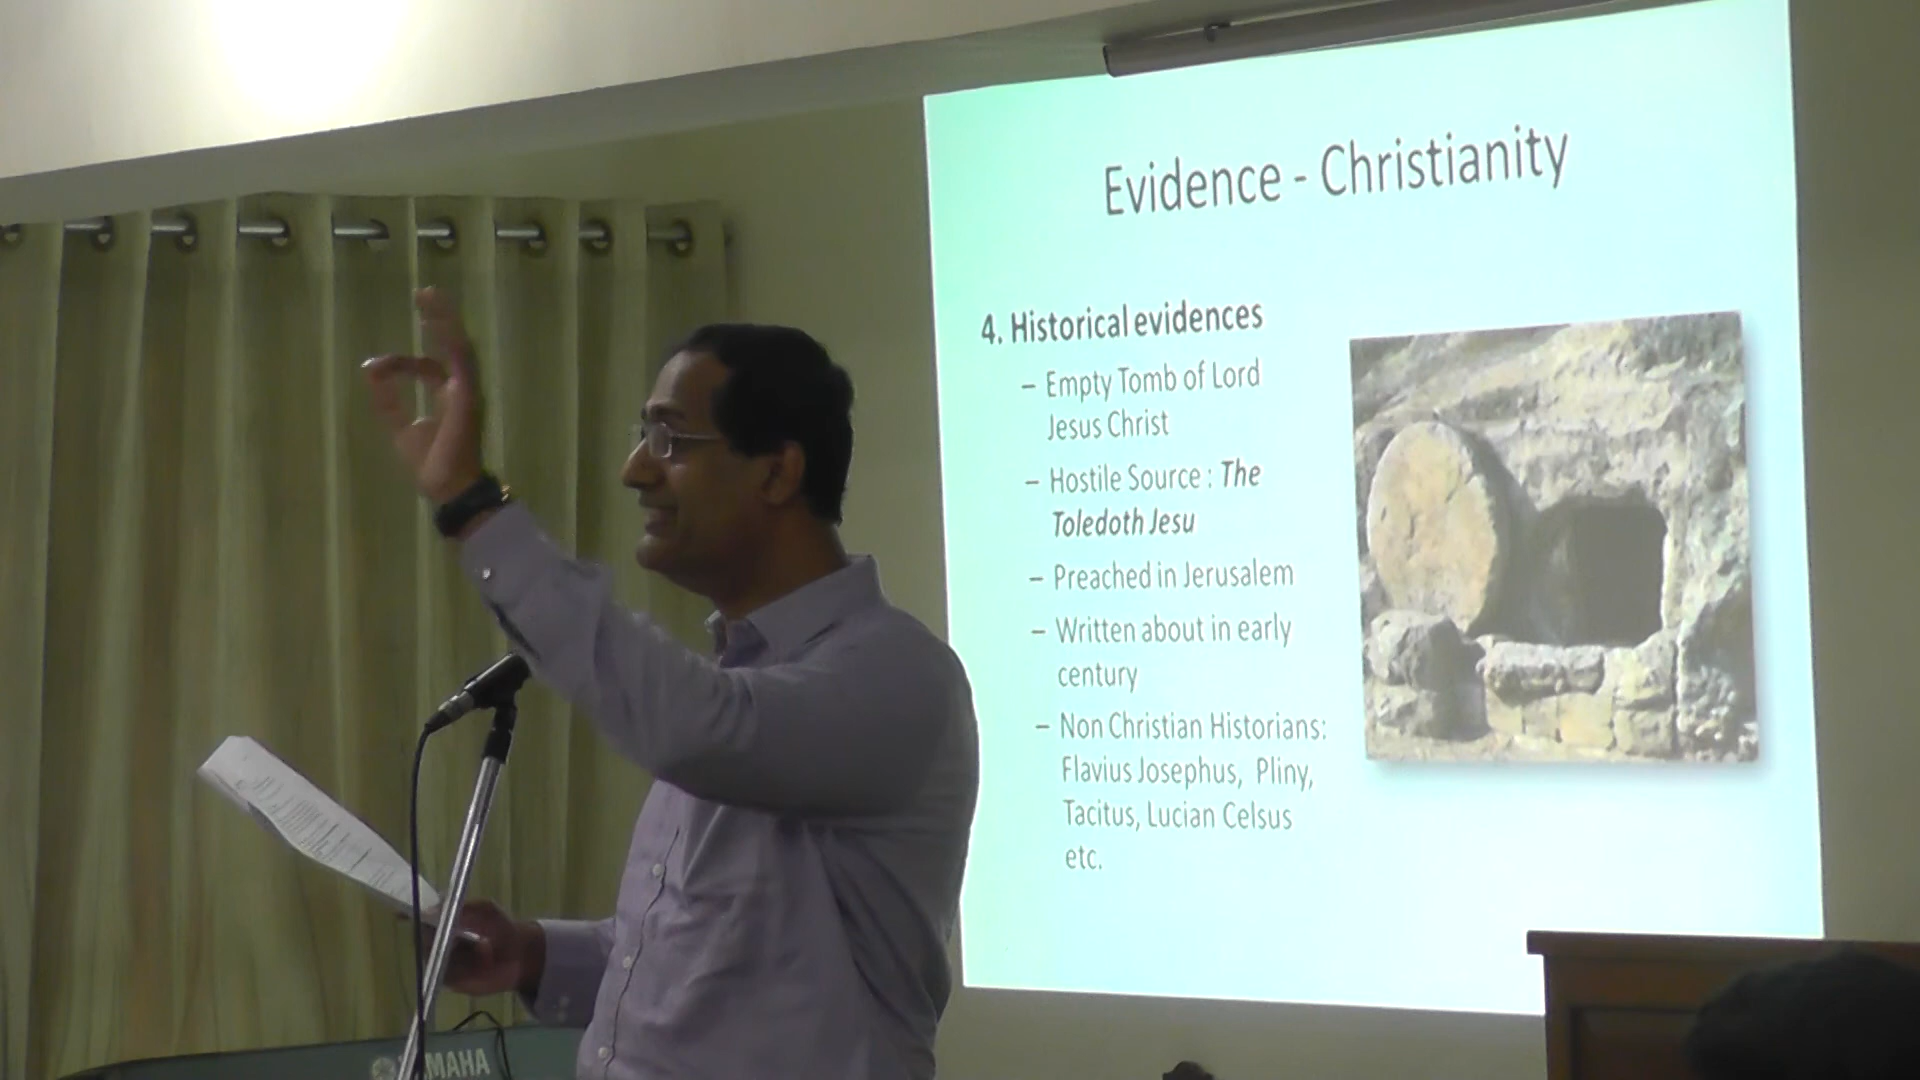 Evidence - Christianity
4. Historical evidences
– Empty Tomb of Lord
Jesus Christ
– Hostile Source : The
Toledoth Jesu
– Preached in Jerusalem
– Written about in early
century
– Non Christian Historians:
Flavius Josephus, Pliny,
Tacitus, Lucian Celsus
etc.
YAMAHA